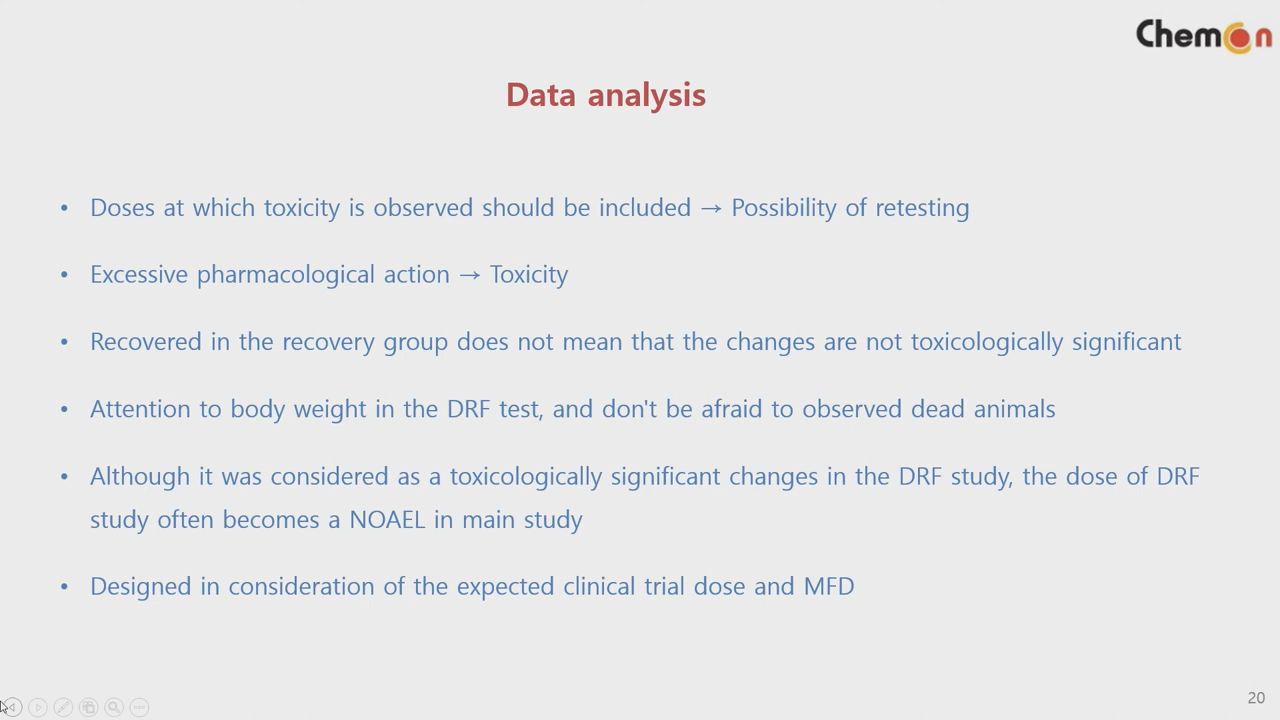 ChemOn
Data analysis
• Doses at which toxicity is observed should be included → Possibility of retesting
• Excessive pharmacological action → Toxicity
• Recovered in the recovery group does not mean that the changes are not toxicologically significant
• Attention to body weight in the DRF test, and don't be afraid to observed dead animals
• Although it was considered as a toxicologically significant changes in the DRF study, the dose of DRF
study often becomes a NOAEL in main study
• Designed in consideration of the expected clinical trial dose and MFD
20